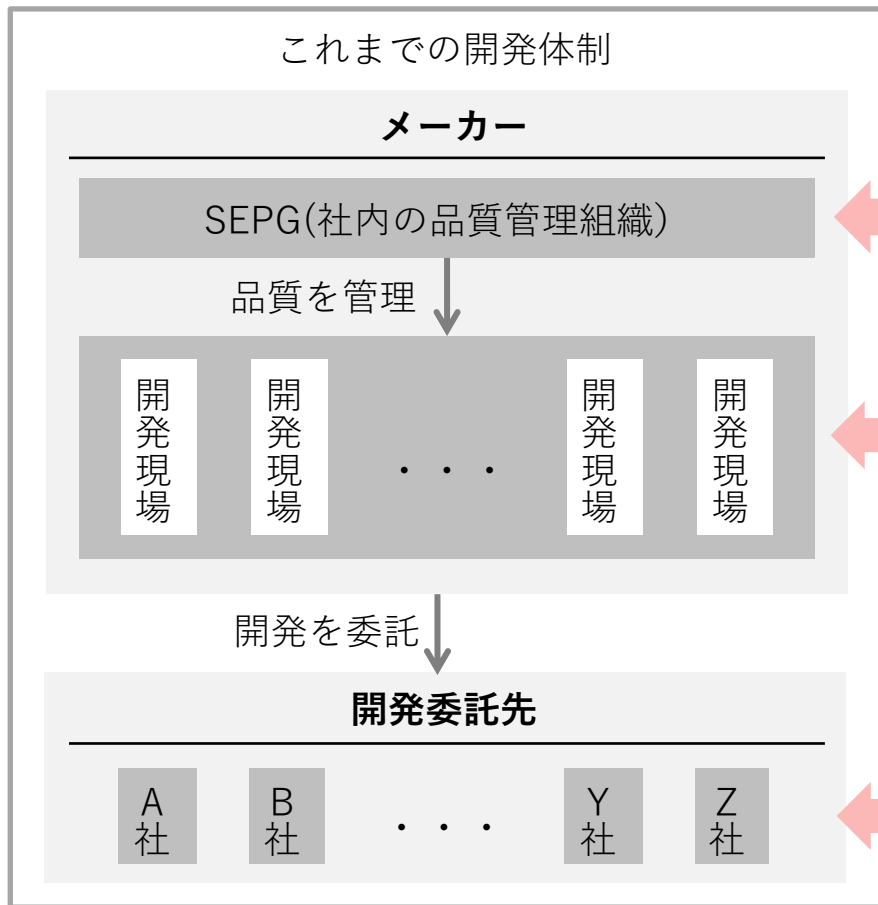 これまでの開発体制
メーカー
SEPG(社内の品質管理組織)
品質を管理
開発現場
開発現場
・・・
開発現場
開発現場
開発を委託
開発委託先
A社
B社
・・・
Y社
Z社